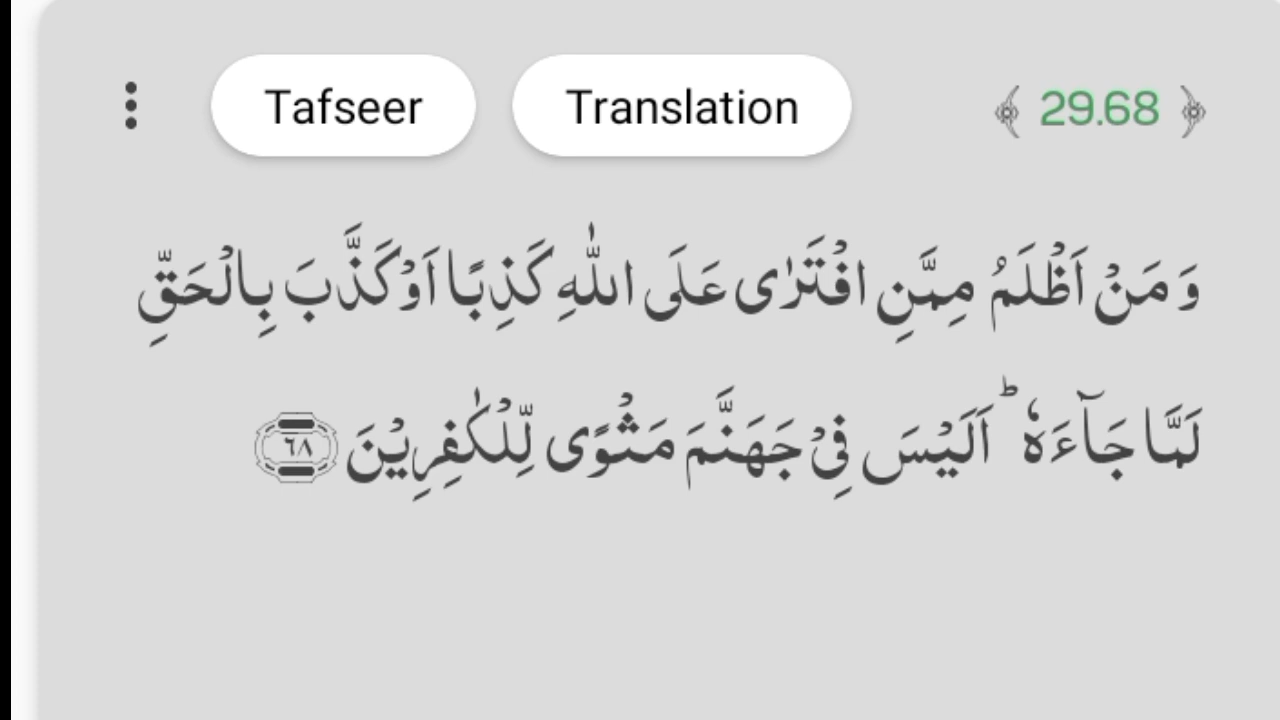 Tafseer Translation 29.68
وَ مَنْ اَظْلَمُ مِمَّنِ افْتَرٰى عَلَى اللّٰهِ كَذِبًا اَوْ كَذَّبَ بِالْحَقِّ
لَمَّا جَآءَهٗ ؕ اَلَيْسَ فِيْ جَهَنَّمَ مَثْوًى لِّلْكٰفِرِيْنَ ٦٨